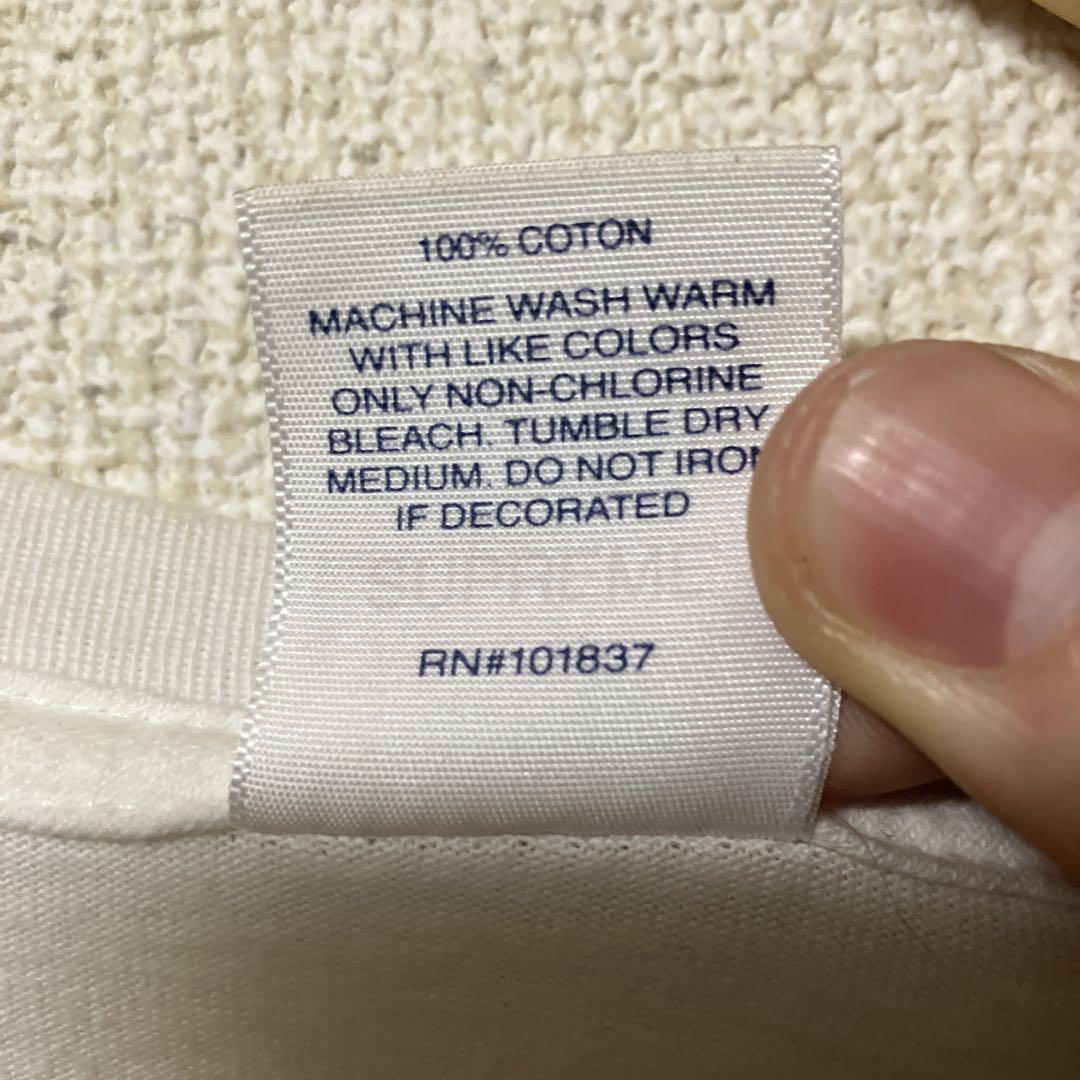 100% COTON
MACHINE WASH WARM
WITH LIKE COLORS
ONLY NON-CHLORINE
BLEACH. TUMBLE DRY
MEDIUM. DO NOT IRON
IF DECORATED
RN#101837